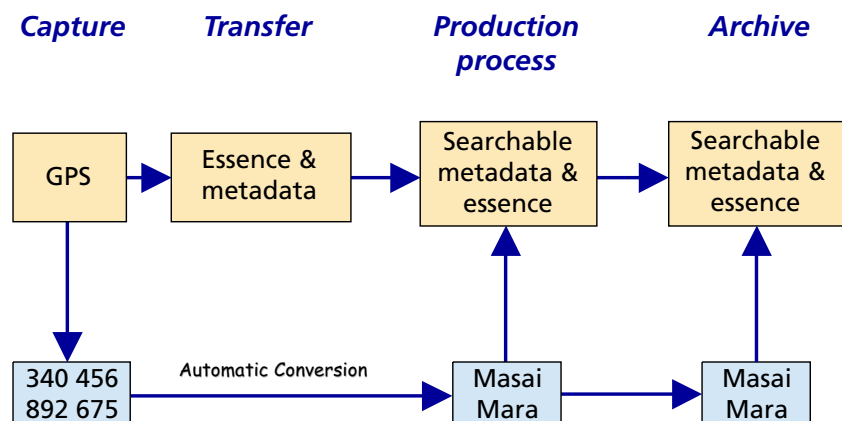 Capture
Transfer
Production
process
Archive
GPS
Essence &
metadata
Searchable
metadata &
essence
Searchable
metadata &
essence
340 456
892 675
Automatic Conversion
Masai
Mara
Masai
Mara